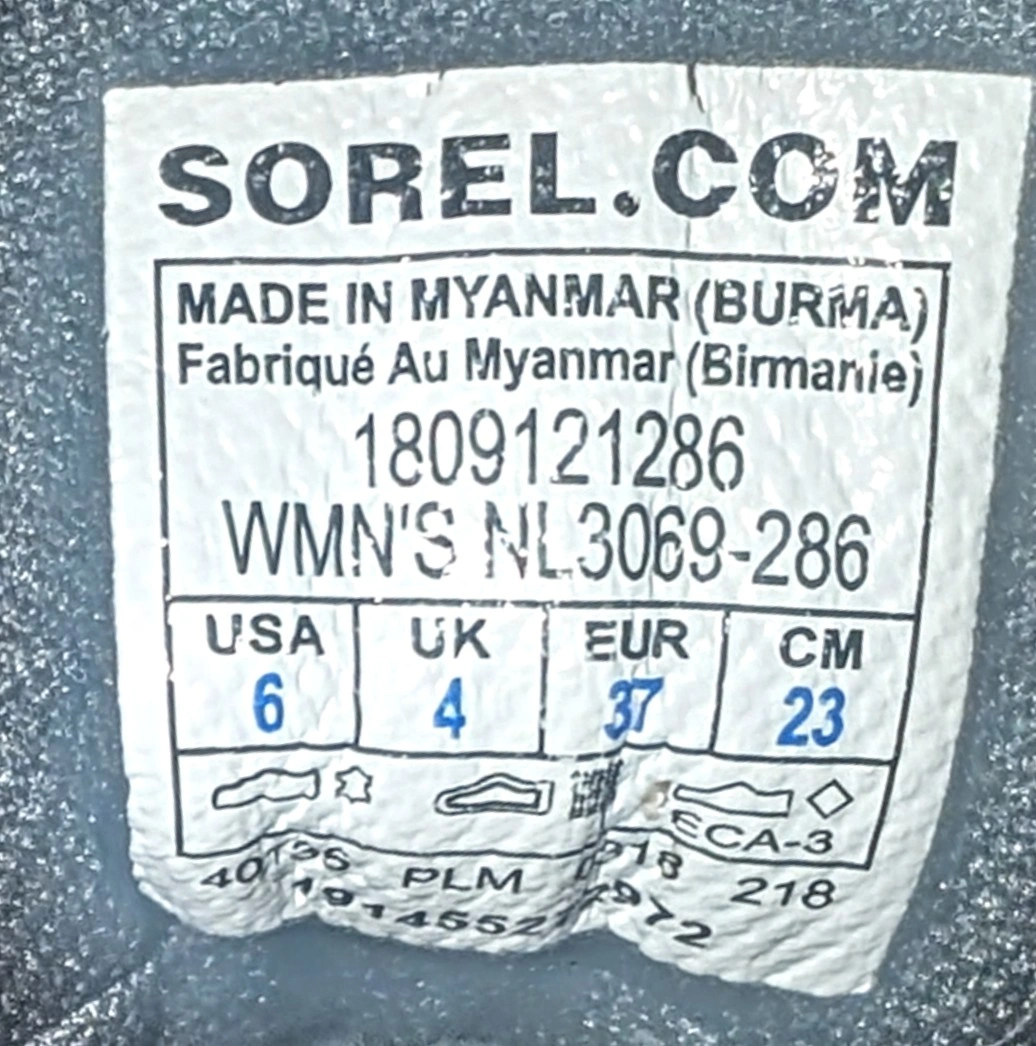 SOREL.COM
MADE IN MYANMAR (BURMA)
Fabriqué Au Myanmar (Birmanie)
1809121286
WMN'S NL3069-286
USA UK EUR CM
6 4 37 23
ECA-3
PLM 218